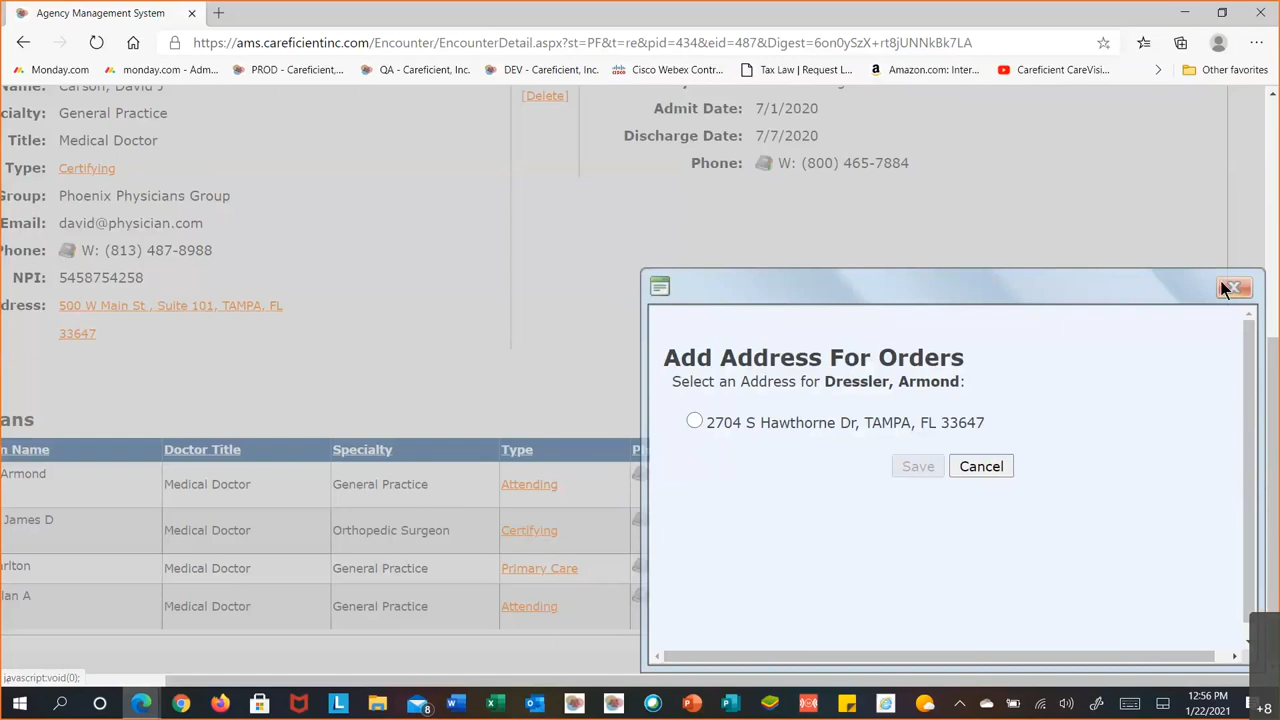 Agency Management System
https://ams.careficientinc.com/Encounter/EncounterDetail.aspx?st=PF&t=re&pid=434&eid=487&Digest=6on0ySzX+rt8jUNNkBk7LA
Monday.com
monday.com - Adm...
PROD - Careficient,...
QA - Careficient, Inc.
DEV - Careficient, Inc.
Cisco Webex Contr...
Tax Law | Request L...
Amazon.com: Inter...
Careficient CareVisi...
Other favorites
Name: Carson, David J
cialty: General Practice
Title: Medical Doctor
Type: Certifying
Group: Phoenix Physicians Group
Email: david@physician.com
Phone: W: (813) 487-8988
NPI: 5458754258
dress: 500 W Main St , Suite 101, TAMPA, FL
33647
[Delete]
Admit Date: 7/1/2020
Discharge Date: 7/7/2020
Phone: W: (800) 465-7884
Add Address For Orders
Select an Address for Dressler, Armond:
2704 S Hawthorne Dr, TAMPA, FL 33647
Save Cancel
ans
n Name Doctor Title Specialty Type P
Armond Medical Doctor General Practice Attending
James D Medical Doctor Orthopedic Surgeon Certifying
rlton Medical Doctor General Practice Primary Care
lan A Medical Doctor General Practice Attending
javascript:void(0);
8
12:56 PM
1/22/2021
+8